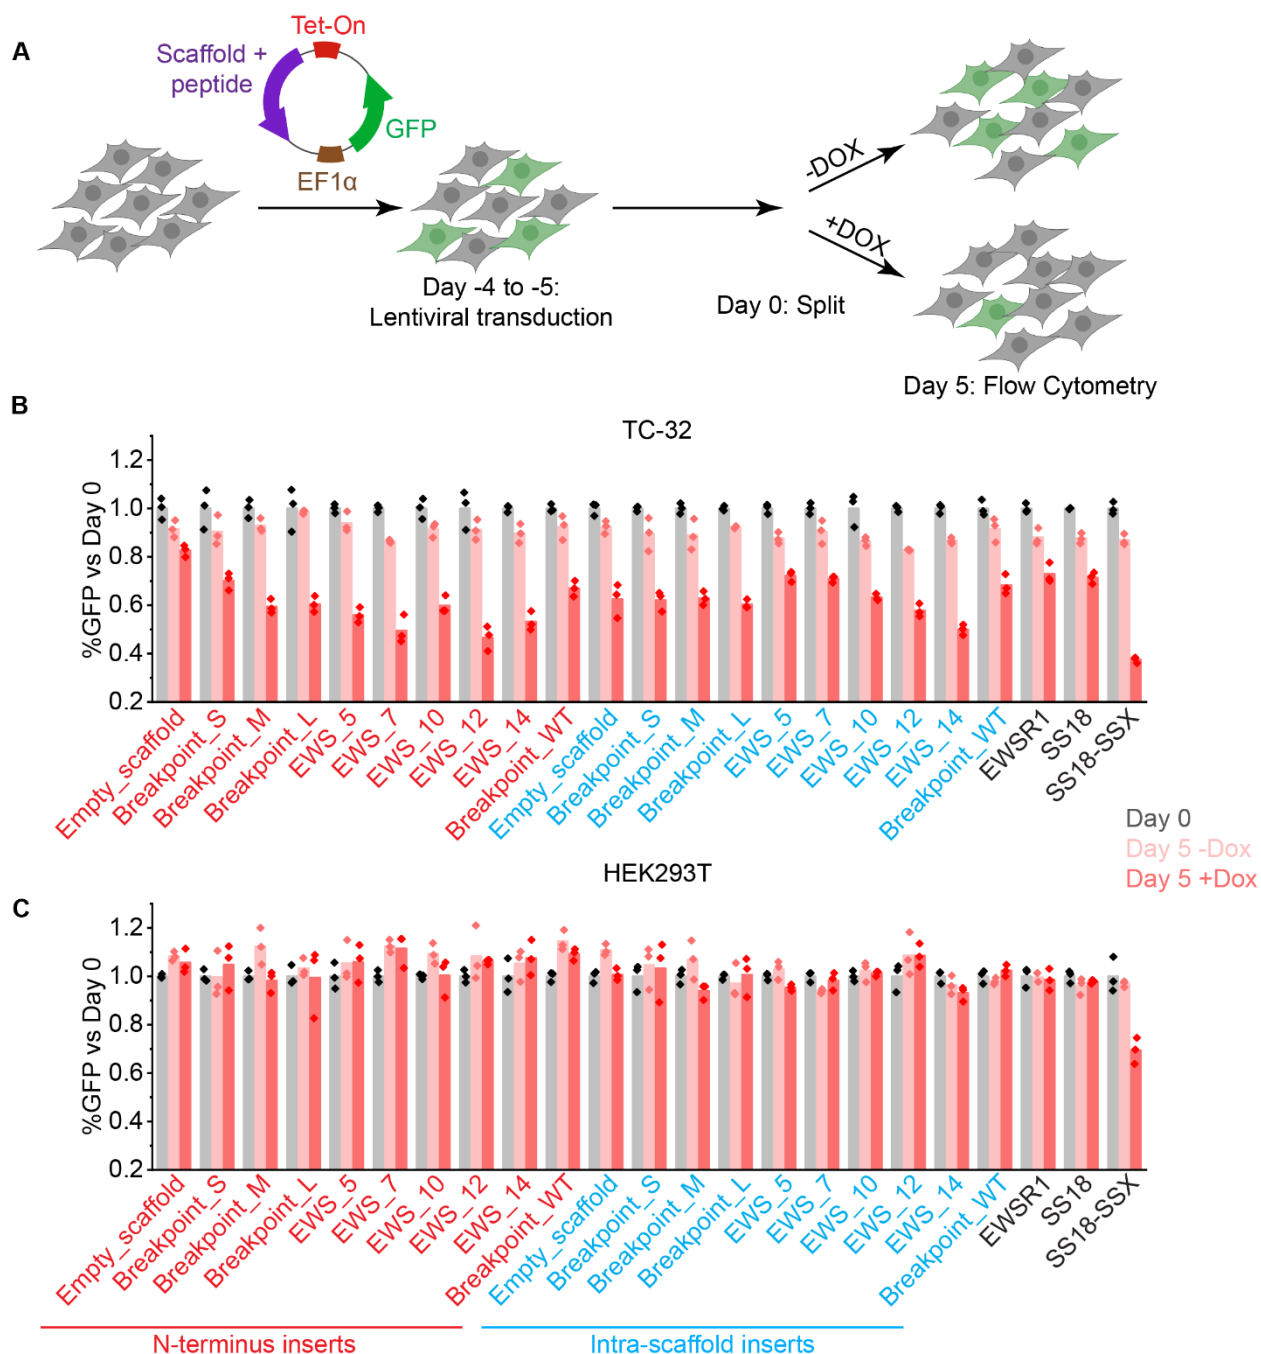 A
Tet-On
Scaffold +
peptide
GFP
EF1α
-DOX
+DOX
Day -4 to -5:
Lentiviral transduction
Day 0: Split
Day 5: Flow Cytometry
B
TC-32
%GFP vs Day 0
1.2
1.0
0.8
0.6
0.4
0.2
Empty_scaffold
Breakpoint_S
Breakpoint_M
Breakpoint_L
EWS_5
EWS_7
EWS_10
EWS_12
EWS_14
Breakpoint_WT
Empty_scaffold
Breakpoint_S
Breakpoint_M
Breakpoint_L
EWS_5
EWS_7
EWS_10
EWS_12
EWS_14
Breakpoint_WT
EWSR1
SS18
SS18-SSX
Day 0
Day 5 -Dox
Day 5 +Dox
C
HEK293T
%GFP vs Day 0
1.2
1.0
0.8
0.6
0.4
0.2
Empty_scaffold
Breakpoint_S
Breakpoint_M
Breakpoint_L
EWS_5
EWS_7
EWS_10
EWS_12
EWS_14
Breakpoint_WT
Empty_scaffold
Breakpoint_S
Breakpoint_M
Breakpoint_L
EWS_5
EWS_7
EWS_10
EWS_12
EWS_14
Breakpoint_WT
EWSR1
SS18
SS18-SSX
N-terminus inserts
Intra-scaffold inserts